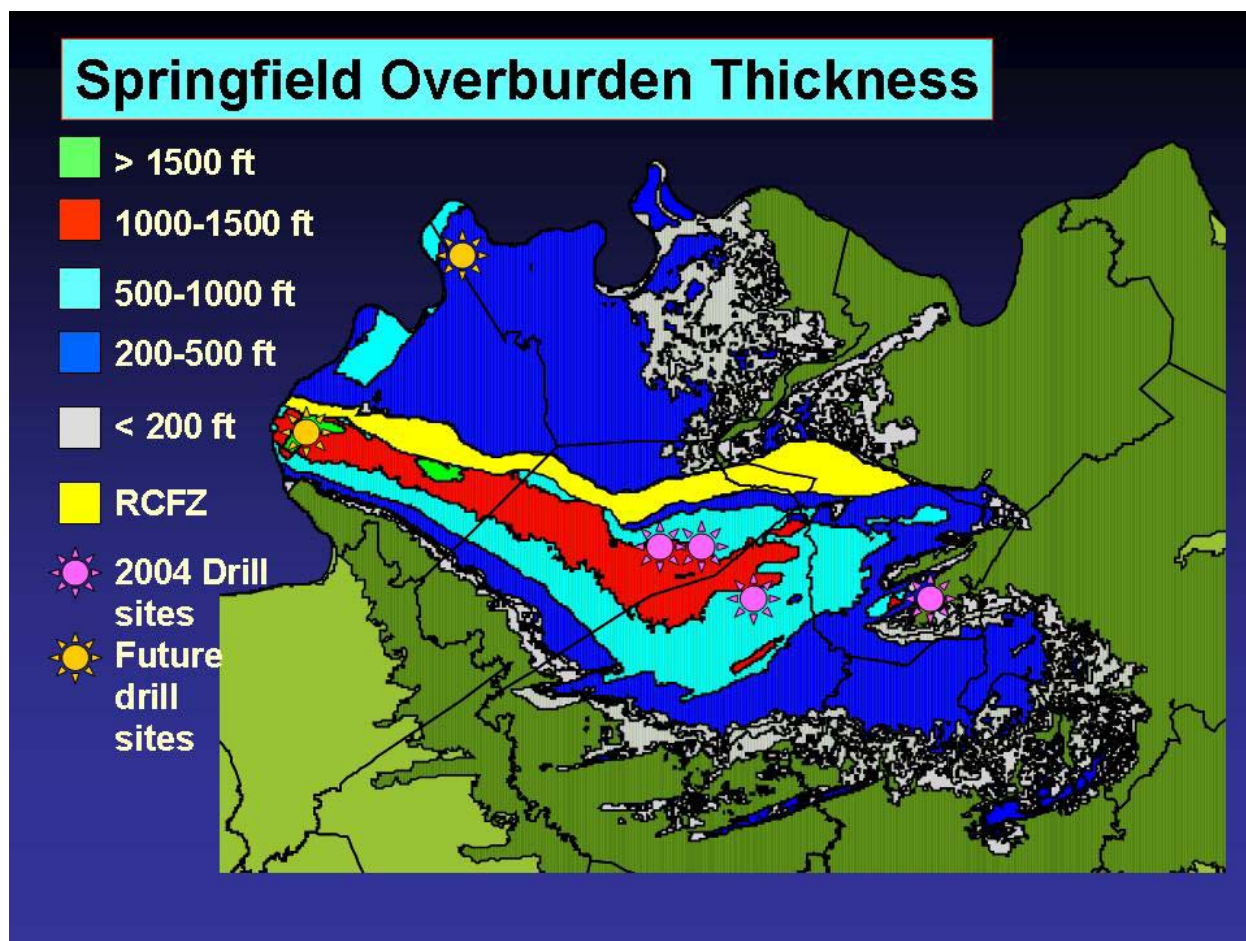 Springfield Overburden Thickness
> 1500 ft
1000-1500 ft
500-1000 ft
200-500 ft
< 200 ft
RCFZ
2004 Drill
sites
Future
drill
sites